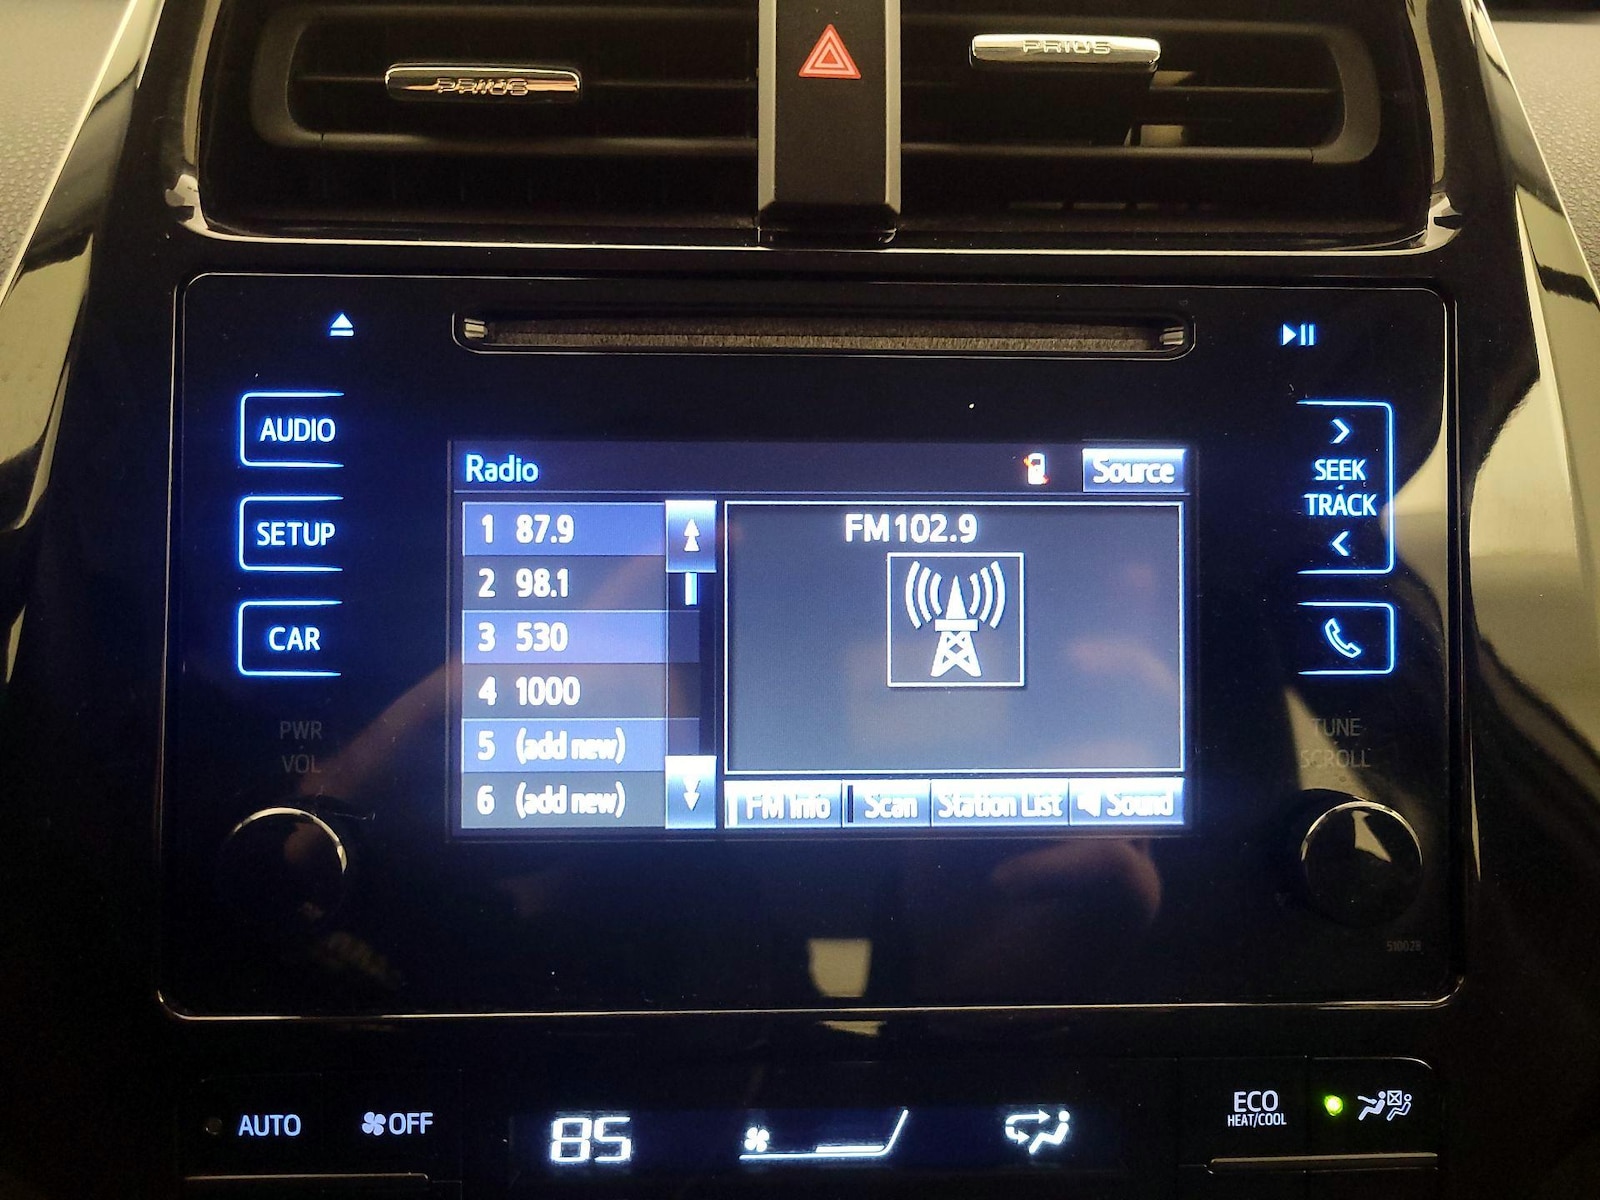 PRIUS
PRIUS
AUDIO
SETUP
CAR
PWR
VOL
Radio
Source
1 87.9
2 98.1
3 530
4 1000
5 (add new)
6 (add new)
FM 102.9
FM Info
Scan
Station List
Sound
SEEK
TRACK
TUNE
SCROLL
510028
AUTO
OFF
85
ECO
HEAT/COOL